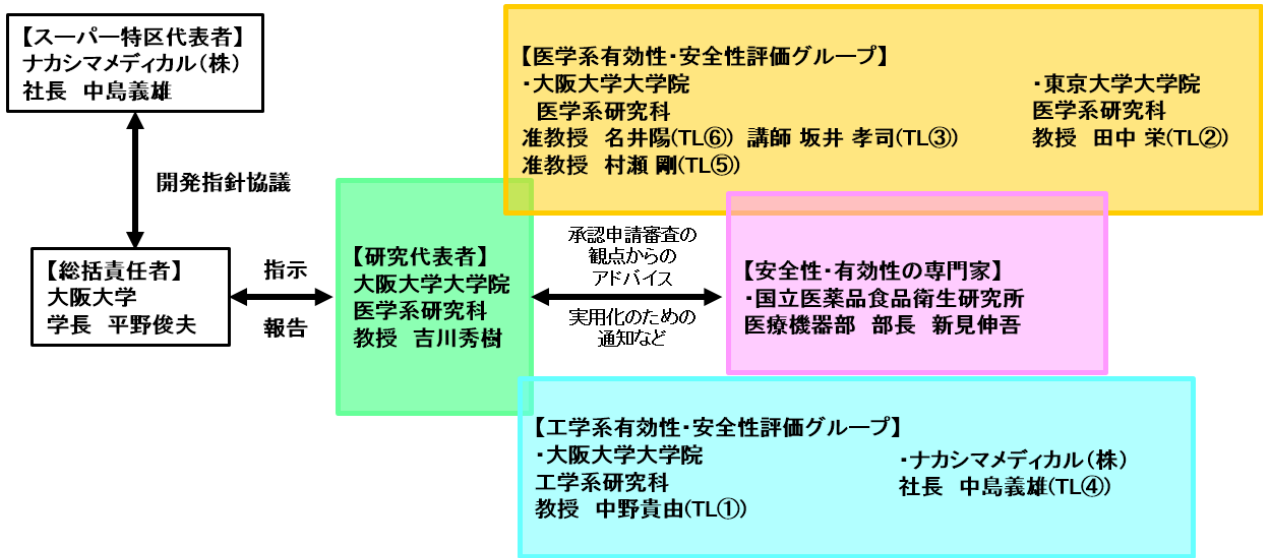 【スーパー特区代表者】
ナカシマメディカル(株)
社長 中島義雄
開発指針協議
【総括責任者】
大阪大学
学長 平野俊夫
指示
報告
【研究代表者】
大阪大学大学院
医学系研究科
教授 吉川秀樹
【医学系有効性・安全性評価グループ】
・大阪大学大学院
医学系研究科
准教授 名井陽(TL⑥) 講師 坂井 孝司(TL③)
准教授 村瀬 剛(TL⑤)
・東京大学大学院
医学系研究科
教授 田中 栄(TL②)
承認申請審査の
観点からの
アドバイス
実用化のための
通知など
【安全性・有効性の専門家】
・国立医薬品食品衛生研究所
医療機器部 部長 新見伸吾
【工学系有効性・安全性評価グループ】
・大阪大学大学院
工学系研究科
教授 中野貴由(TL①)
・ナカシマメディカル(株)
社長 中島義雄(TL④)